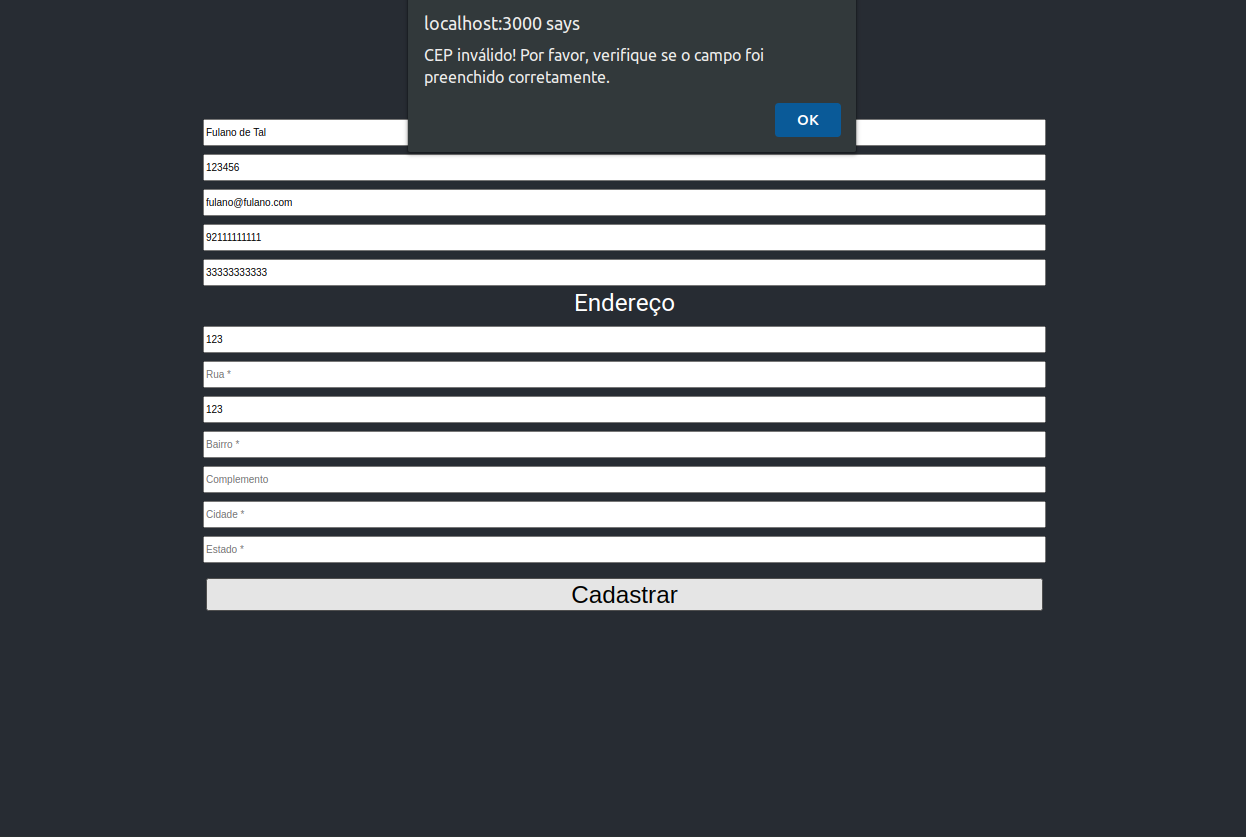 localhost:3000 says
CEP inválido! Por favor, verifique se o campo foi
preenchido corretamente.
OK
Fulano de Tal
123456
fulano@fulano.com
92111111111
33333333333
Endereço
123
Rua *
123
Bairro *
Complemento
Cidade *
Estado *
Cadastrar